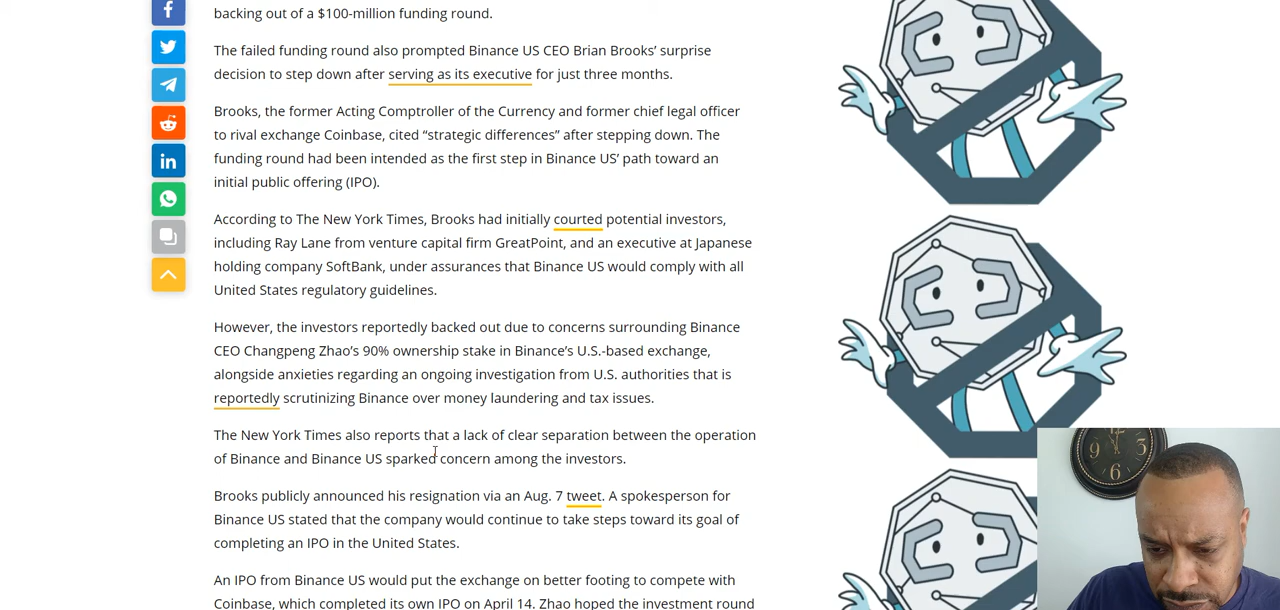 backing out of a $100-million funding round.
The failed funding round also prompted Binance US CEO Brian Brooks’ surprise
decision to step down after serving as its executive for just three months.
Brooks, the former Acting Comptroller of the Currency and former chief legal officer
to rival exchange Coinbase, cited “strategic differences” after stepping down. The
funding round had been intended as the first step in Binance US’ path toward an
initial public offering (IPO).
According to The New York Times, Brooks had initially courted potential investors,
including Ray Lane from venture capital firm GreatPoint, and an executive at Japanese
holding company SoftBank, under assurances that Binance US would comply with all
United States regulatory guidelines.
However, the investors reportedly backed out due to concerns surrounding Binance
CEO Changpeng Zhao’s 90% ownership stake in Binance’s U.S.-based exchange,
alongside anxieties regarding an ongoing investigation from U.S. authorities that is
reportedly scrutinizing Binance over money laundering and tax issues.
The New York Times also reports that a lack of clear separation between the operation
of Binance and Binance US sparked concern among the investors.
Brooks publicly announced his resignation via an Aug. 7 tweet. A spokesperson for
Binance US stated that the company would continue to take steps toward its goal of
completing an IPO in the United States.
An IPO from Binance US would put the exchange on better footing to compete with
Coinbase, which completed its own IPO on April 14. Zhao hoped the investment round